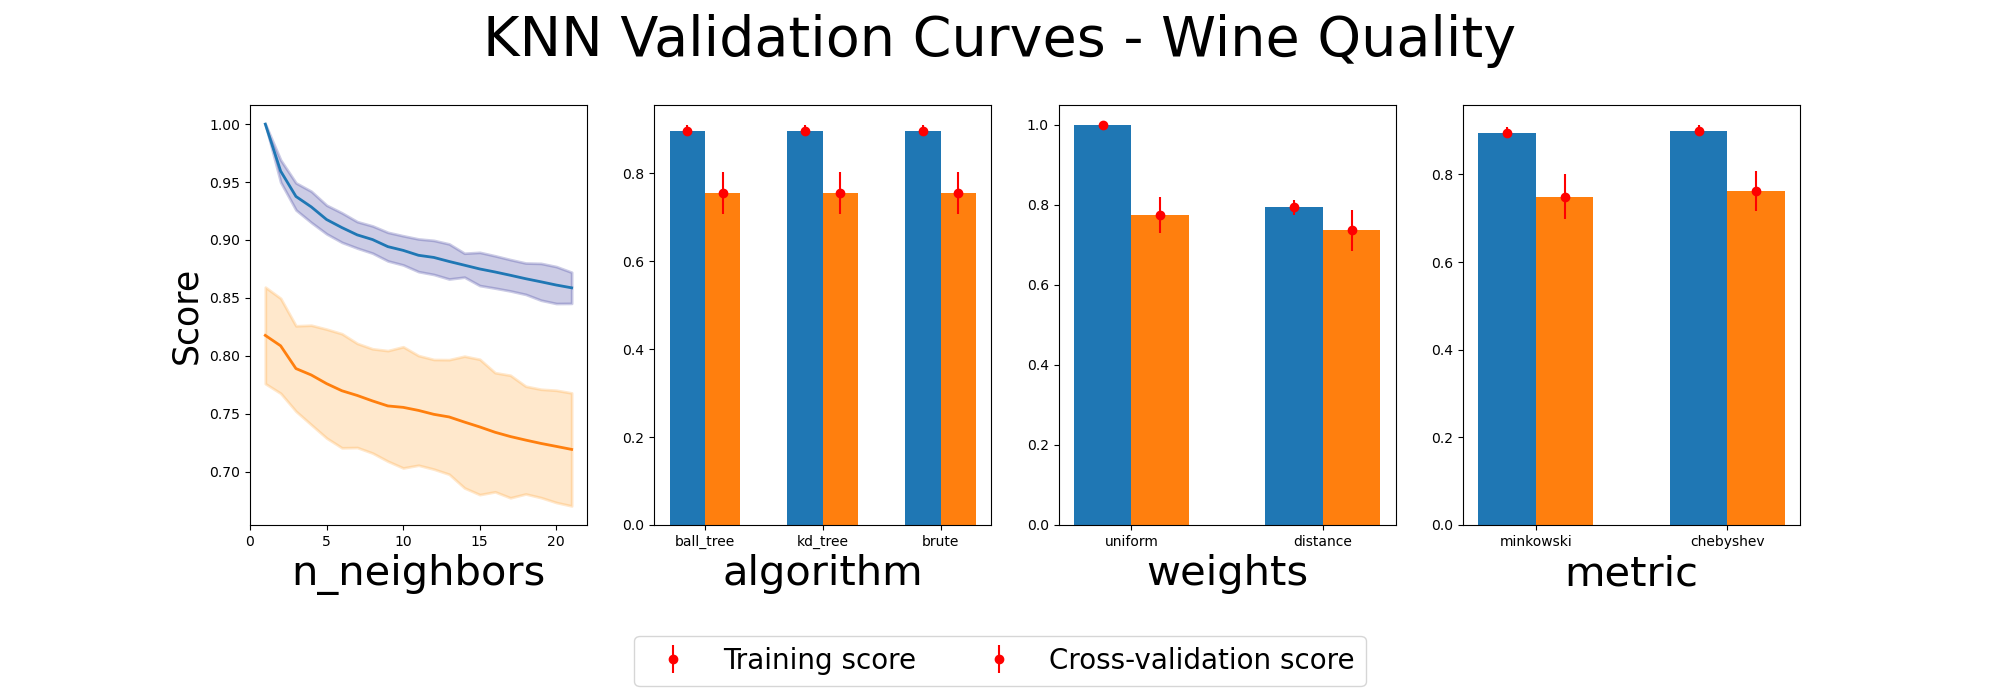 KNN Validation Curves - Wine Quality
Score
1.00
0.95
0.90
0.85
0.80
0.75
0.70
0 5 10 15 20
n_neighbors
0.8
0.6
0.4
0.2
0.0
ball_tree kd_tree brute
algorithm
1.0
0.8
0.6
0.4
0.2
0.0
uniform distance
weights
0.8
0.6
0.4
0.2
0.0
minkowski chebyshev
metric
Training score Cross-validation score